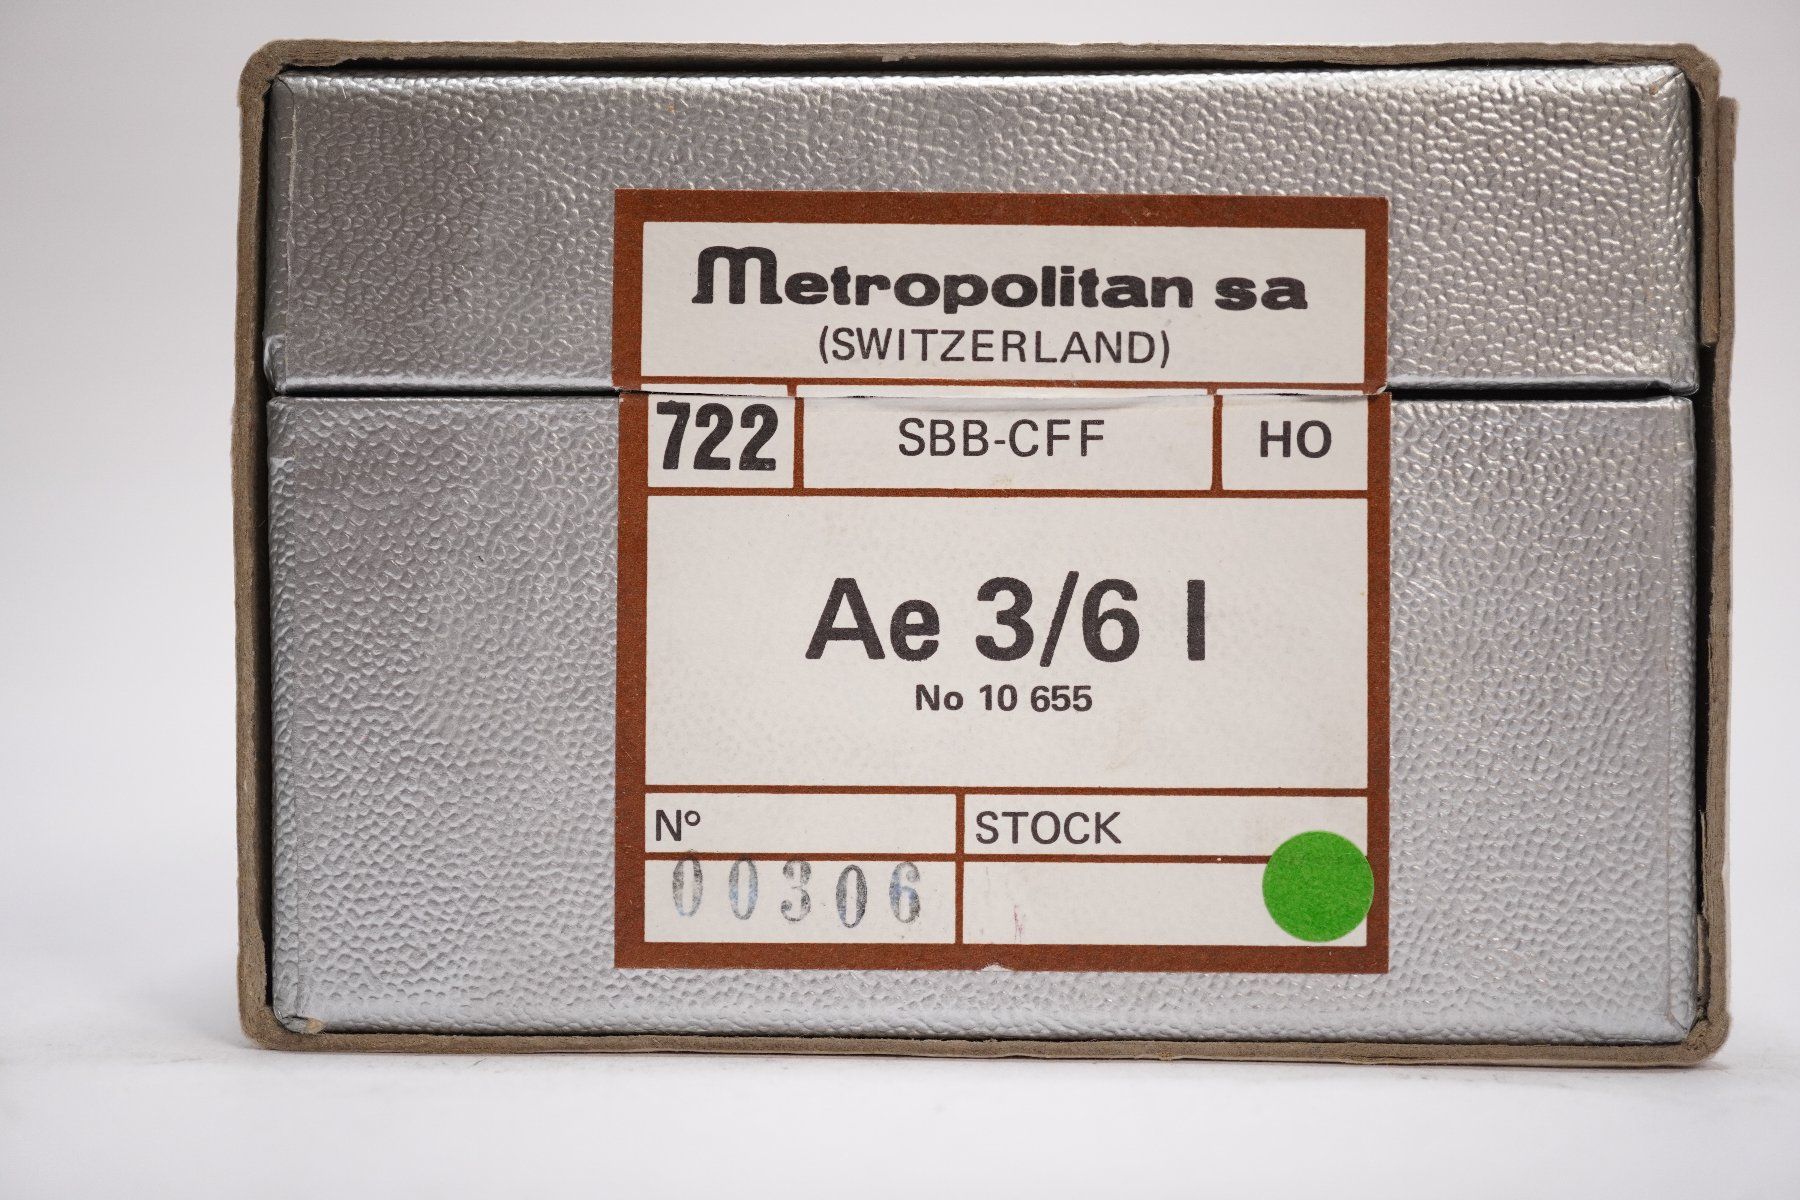 Metropolitan sa
(SWITZERLAND)
722 SBB-CFF HO
Ae 3/6 I
No 10 655
N° STOCK
00306